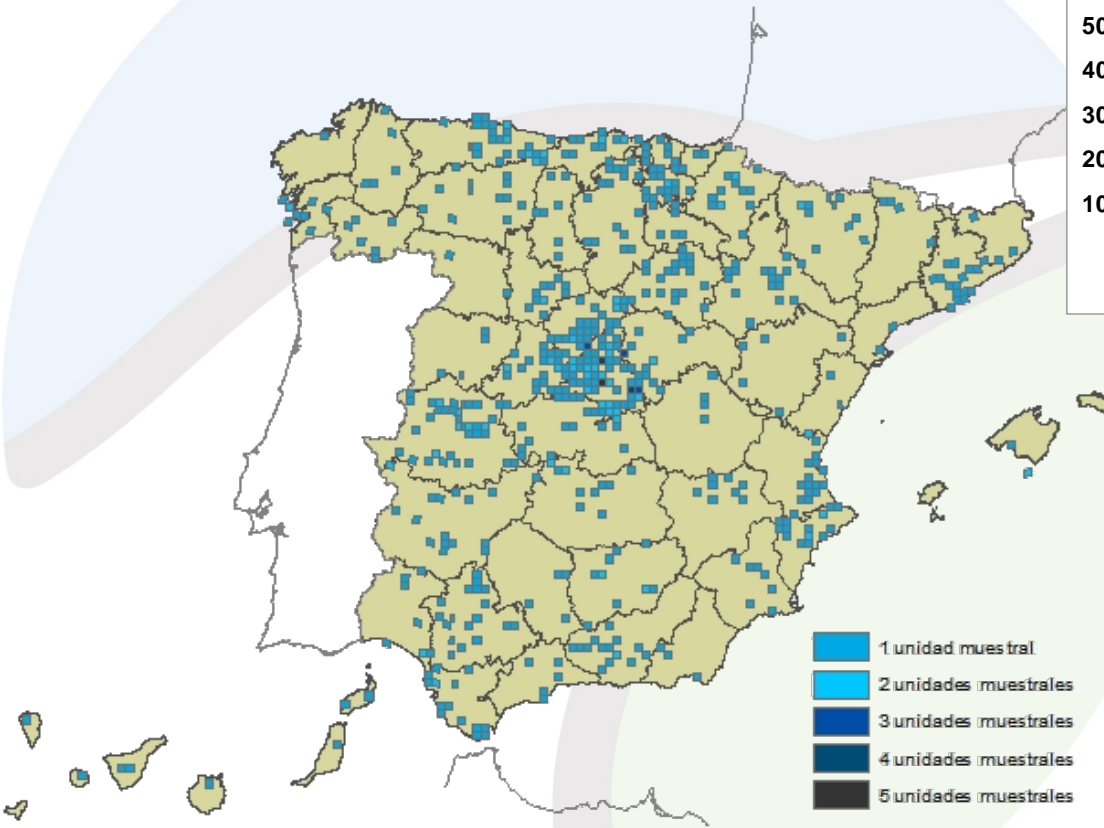 50
40
30
20
10
1 unidad muestral
2 unidades muestrales
3 unidades muestrales
4 unidades muestrales
5 unidades muestrales